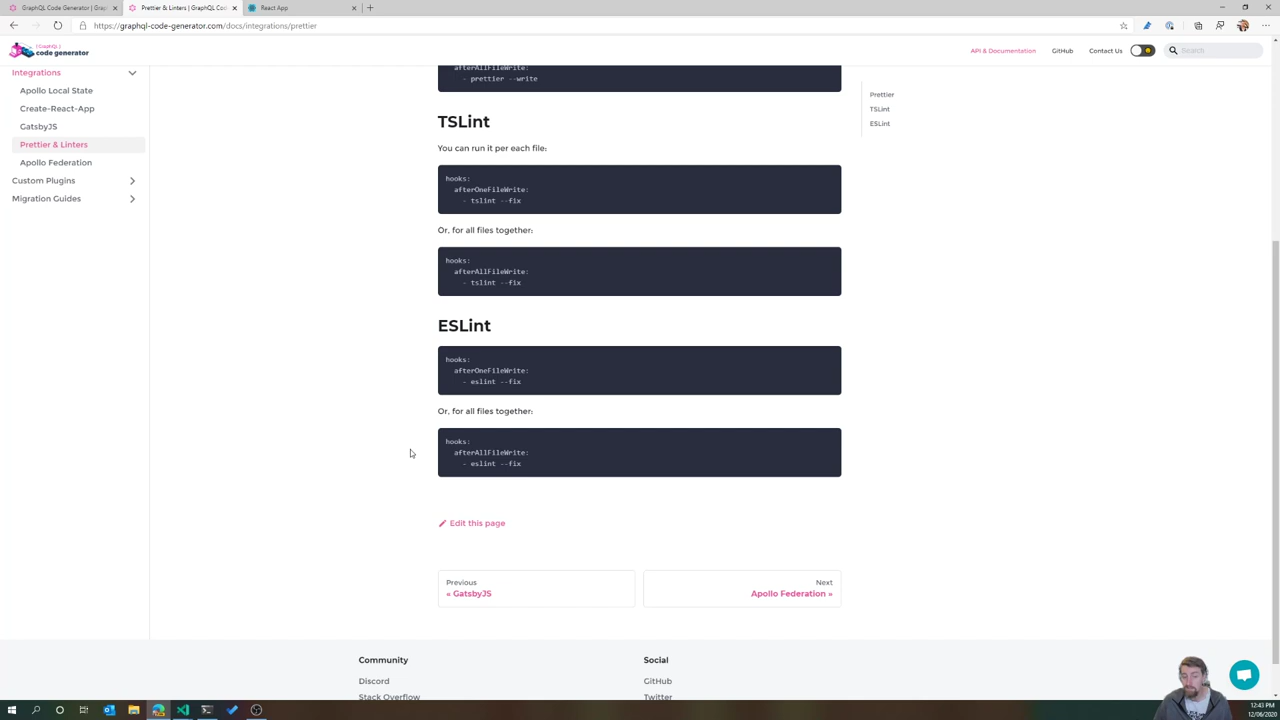 GraphQL Code Generator | Grap
Prettier & Linters | GraphQL Co
React App
https://graphql-code-generator.com/docs/integrations/prettier
{ GraphQL }
code generator
API & Documentation
GitHub
Contact Us
Search
Integrations
Apollo Local State
Create-React-App
GatsbyJS
Prettier & Linters
Apollo Federation
Custom Plugins
Migration Guides
afterAllFileWrite:
- prettier --write
TSLint
You can run it per each file:
hooks:
afterOneFileWrite:
- tslint --fix
Or, for all files together:
hooks:
afterAllFileWrite:
- tslint --fix
ESLint
hooks:
afterOneFileWrite:
- eslint --fix
Or, for all files together:
hooks:
afterAllFileWrite:
- eslint --fix
Edit this page
Previous
« GatsbyJS
Next
Apollo Federation »
Prettier
TSLint
ESLint
Community
Discord
Stack Overflow
Social
GitHub
Twitter
12:43 PM
12/06/2020